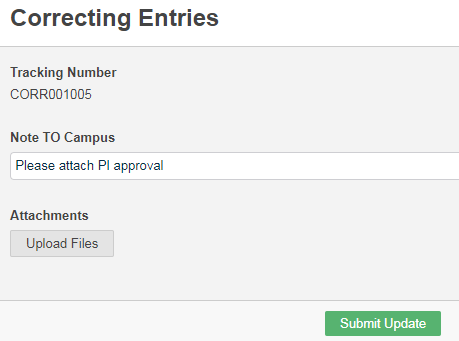 Correcting Entries
Tracking Number
CORR001005
Note TO Campus
Please attach PI approval
Attachments
Upload Files
Submit Update